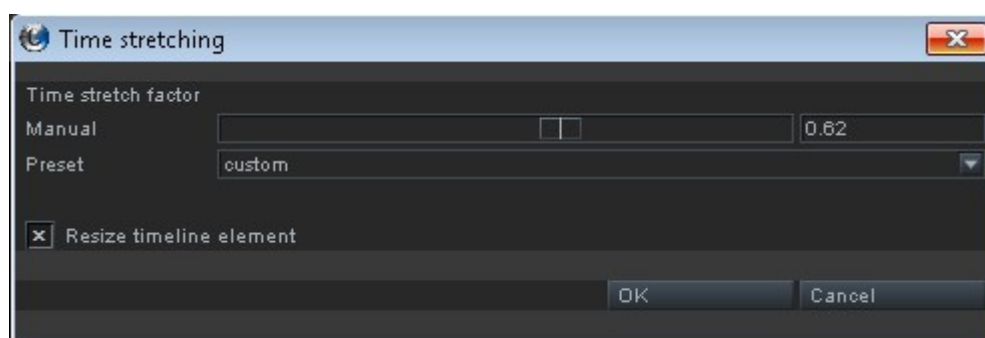 Time stretching
Time stretch factor
Manual 0.62
Preset custom
Resize timeline element
OK Cancel